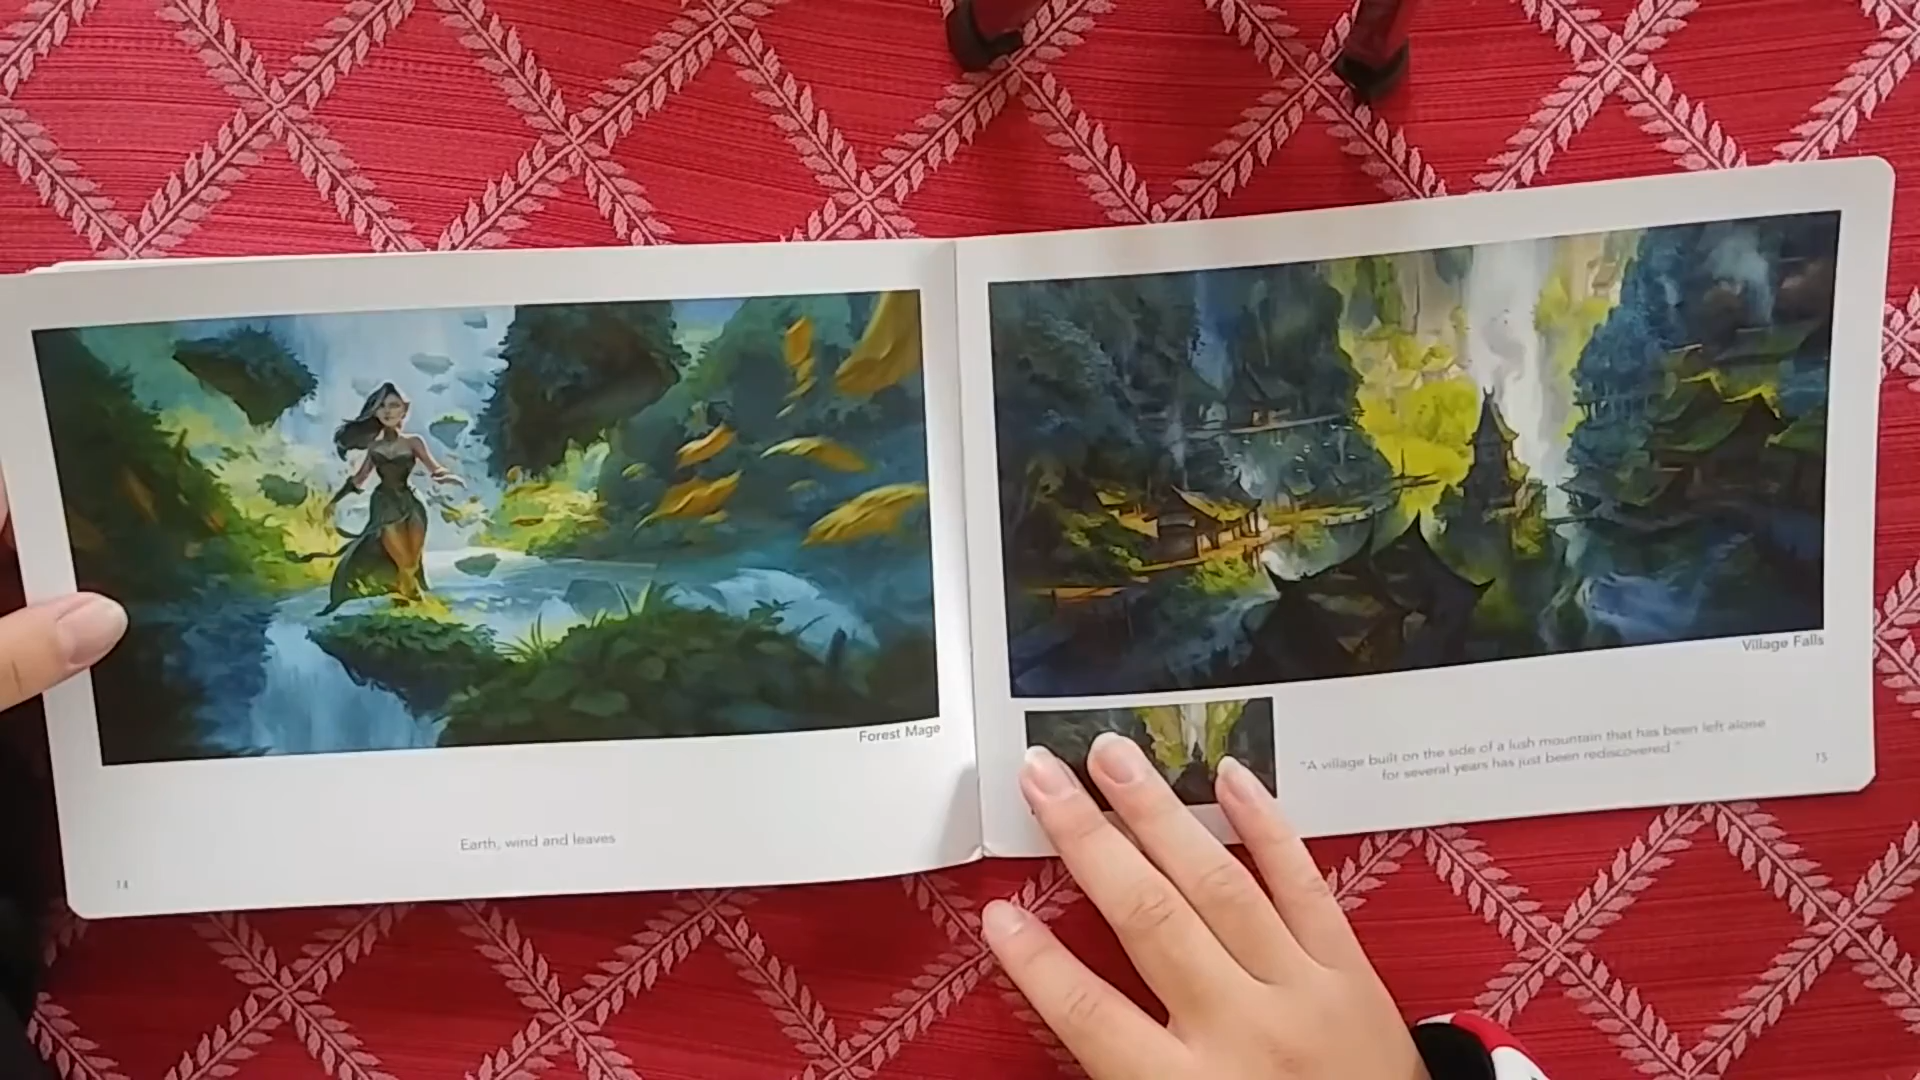 Forest Mage
Earth, wind and leaves
14
Village Falls
"A village built on the side of a lush mountain that has been left alone
for several years has just been rediscovered."
15